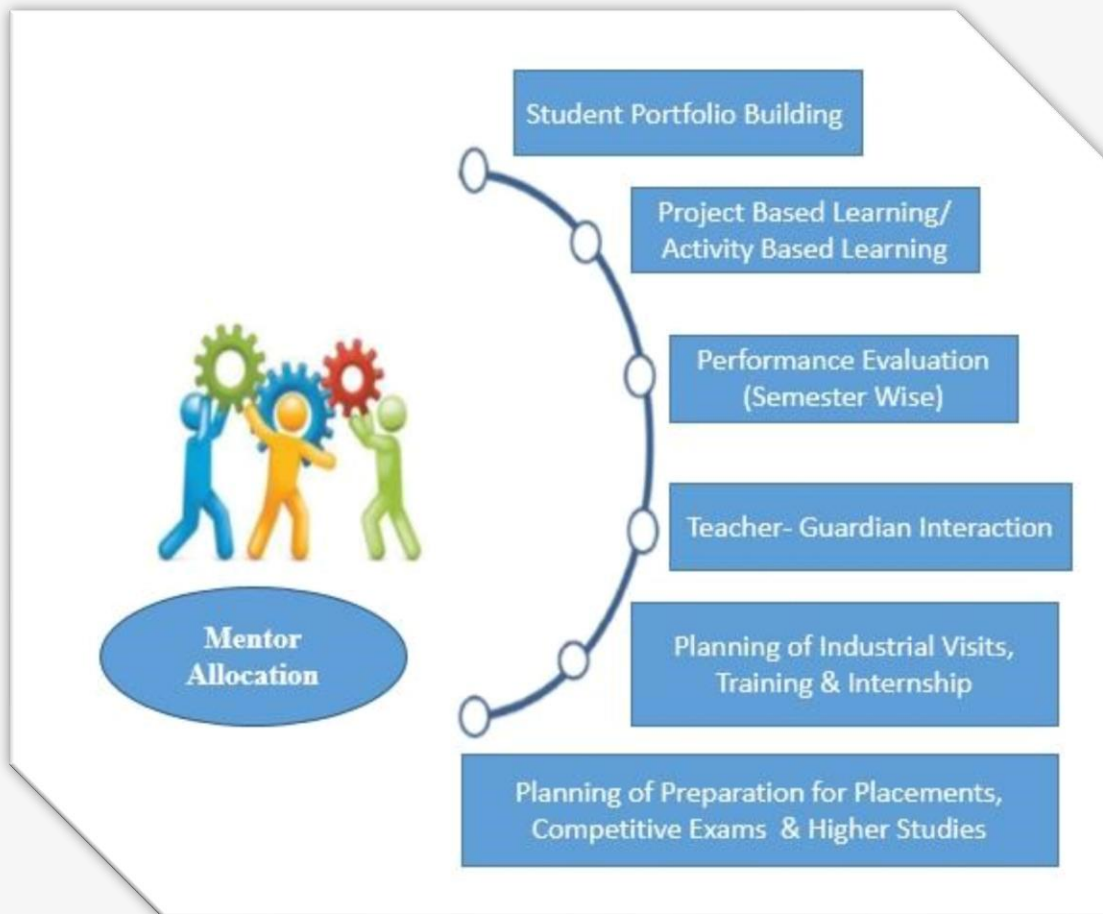 Student Portfolio Building
Project Based Learning/
Activity Based Learning
Performance Evaluation
(Semester Wise)
Teacher- Guardian Interaction
Mentor
Allocation
Planning of Industrial Visits,
Training & Internship
Planning of Preparation for Placements,
Competitive Exams & Higher Studies